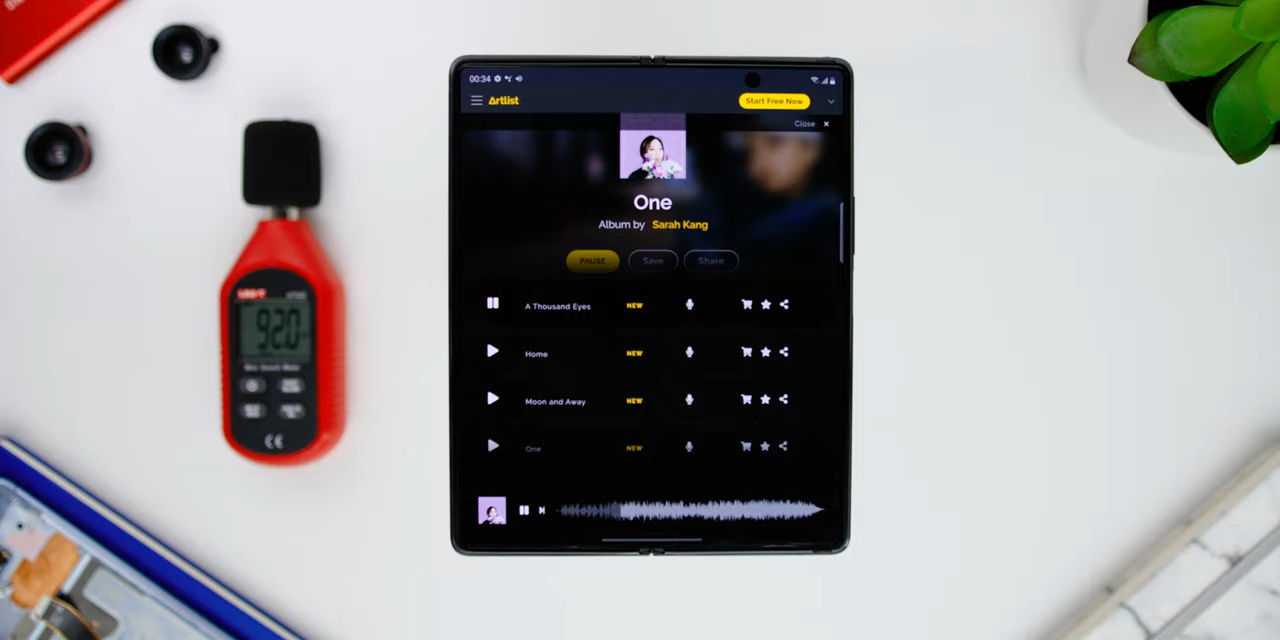 00:34
Artlist
Start Free Now
Close ×
One
Album by Sarah Kang
PAUSE
Save
Share
A Thousand Eyes NEW
Home NEW
Moon and Away NEW
One NEW
UNI-T
92.0
CE